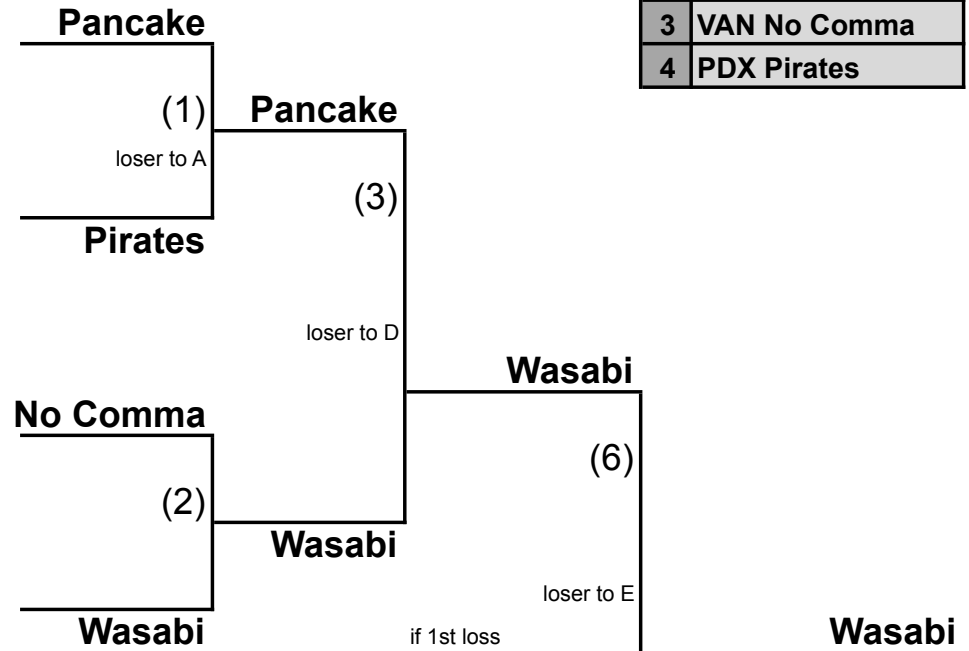 Pancake
3 VAN No Comma
4 PDX Pirates
(1)
Pancake
loser to A
(3)
Pirates
loser to D
Wasabi
No Comma
(6)
(2)
Wasabi
loser to E
Wasabi
if 1st loss
Wasabi